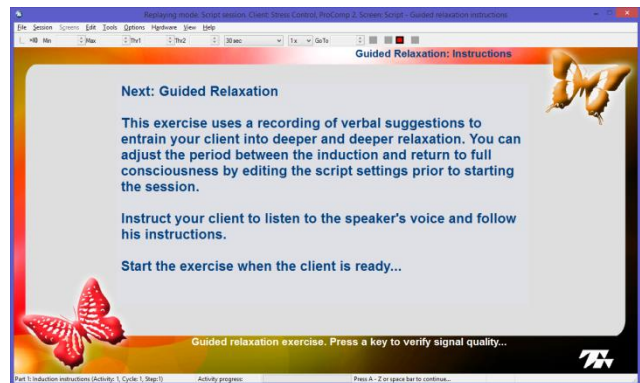 Replaying mode: Script session. Client: Stress Control, ProComp 2. Screen: Script - Guided relaxation instructions
File Session Screens Edit Tools Options Hardware View Help
Min Max Thr1 Thr2 30 sec 1 x GoTo
Guided Relaxation: Instructions
Next: Guided Relaxation
This exercise uses a recording of verbal suggestions to
entrain your client into deeper and deeper relaxation. You can
adjust the period between the induction and return to full
consciousness by editing the script settings prior to starting
the session.
Instruct your client to listen to the speaker's voice and follow
his instructions.
Start the exercise when the client is ready...
Guided relaxation exercise. Press a key to verify signal quality...
Part 1: Induction instructions (Activity: 1, Cycle: 1, Step:1) Activity progress: Press A - Z or space bar to continue...